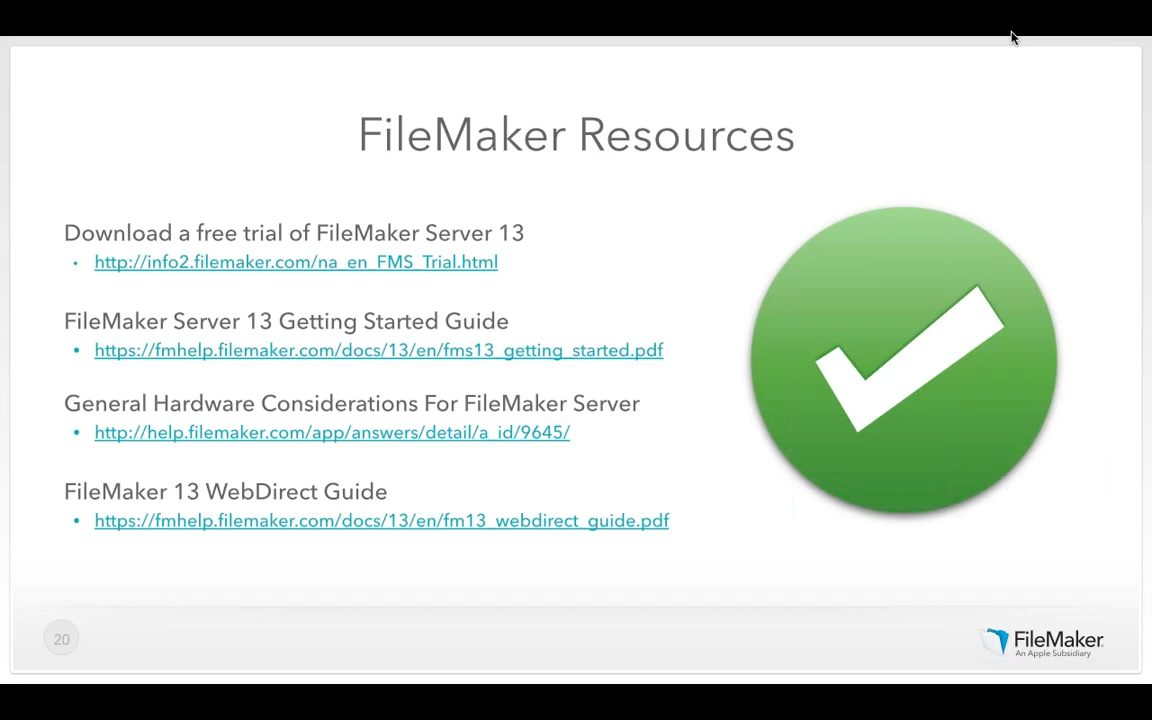 FileMaker Resources
Download a free trial of FileMaker Server 13
• http://info2.filemaker.com/na_en_FMS_Trial.html
FileMaker Server 13 Getting Started Guide
• https://fmhelp.filemaker.com/docs/13/en/fms13_getting_started.pdf
General Hardware Considerations For FileMaker Server
• http://help.filemaker.com/app/answers/detail/a_id/9645/
FileMaker 13 WebDirect Guide
• https://fmhelp.filemaker.com/docs/13/en/fm13_webdirect_guide.pdf
20
FileMaker
An Apple Subsidiary